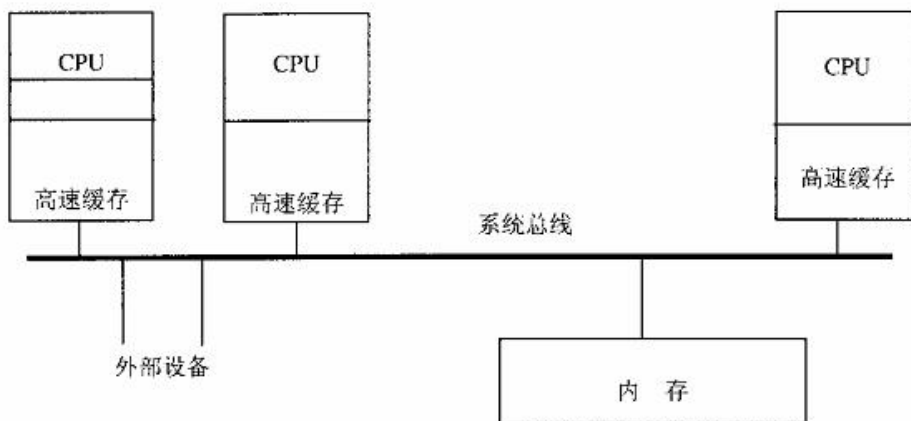 CPU
CPU
CPU
高速缓存
高速缓存
高速缓存
系统总线
外部设备
内 存